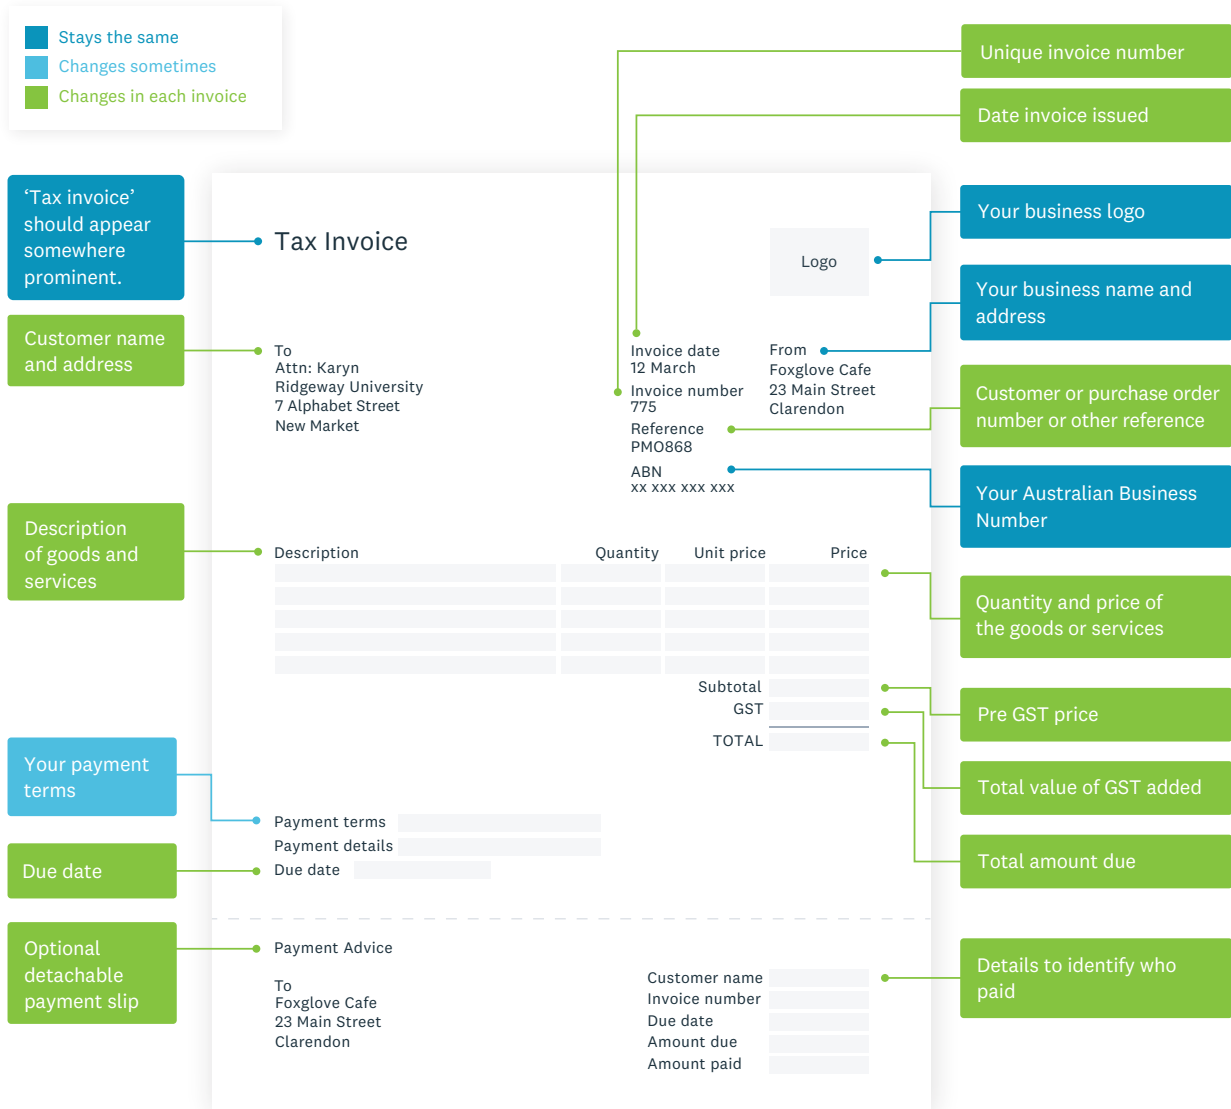 Stays the same
Changes sometimes
Changes in each invoice
Unique invoice number
Date invoice issued
‘Tax invoice’
should appear
somewhere
prominent.
Tax Invoice
Logo
Your business logo
Your business name and
address
Customer name
and address
To
Attn: Karyn
Ridgeway University
7 Alphabet Street
New Market
Invoice date
12 March
Invoice number
775
Reference
PMO868
ABN
xx xxx xxx xxx
From
Foxglove Cafe
23 Main Street
Clarendon
Customer or purchase order
number or other reference
Your Australian Business
Number
Description
of goods and
services
Description Quantity Unit price Price
Quantity and price of
the goods or services
Subtotal
GST
TOTAL
Pre GST price
Total value of GST added
Total amount due
Your payment
terms
Payment terms
Payment details
Due date
Due date
Optional
detachable
payment slip
Payment Advice
To
Foxglove Cafe
23 Main Street
Clarendon
Customer name
Invoice number
Due date
Amount due
Amount paid
Details to identify who
paid